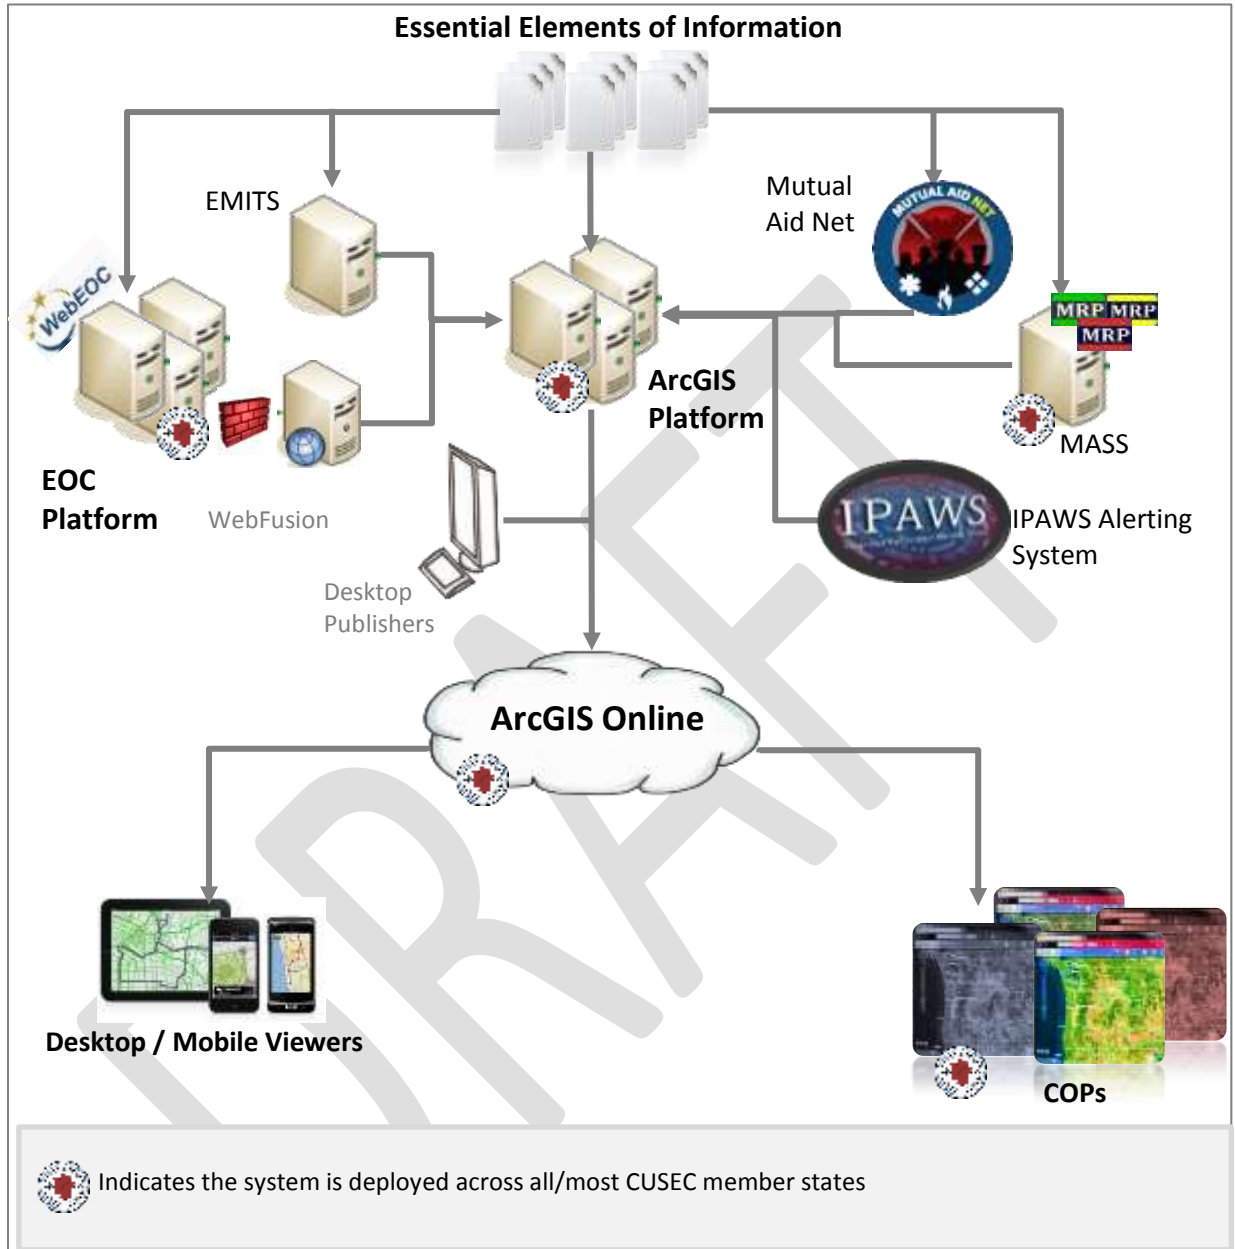 Essential Elements of Information
EMITS
Mutual
Aid Net
MUTUAL AID NET
WebEOC
MRP MRP
MRP
ArcGIS
Platform
MASS
EOC
Platform
WebFusion
IPAWS
IPAWS Alerting
System
Desktop
Publishers
ArcGIS Online
Desktop / Mobile Viewers
COPs
DRAFT
Indicates the system is deployed across all/most CUSEC member states